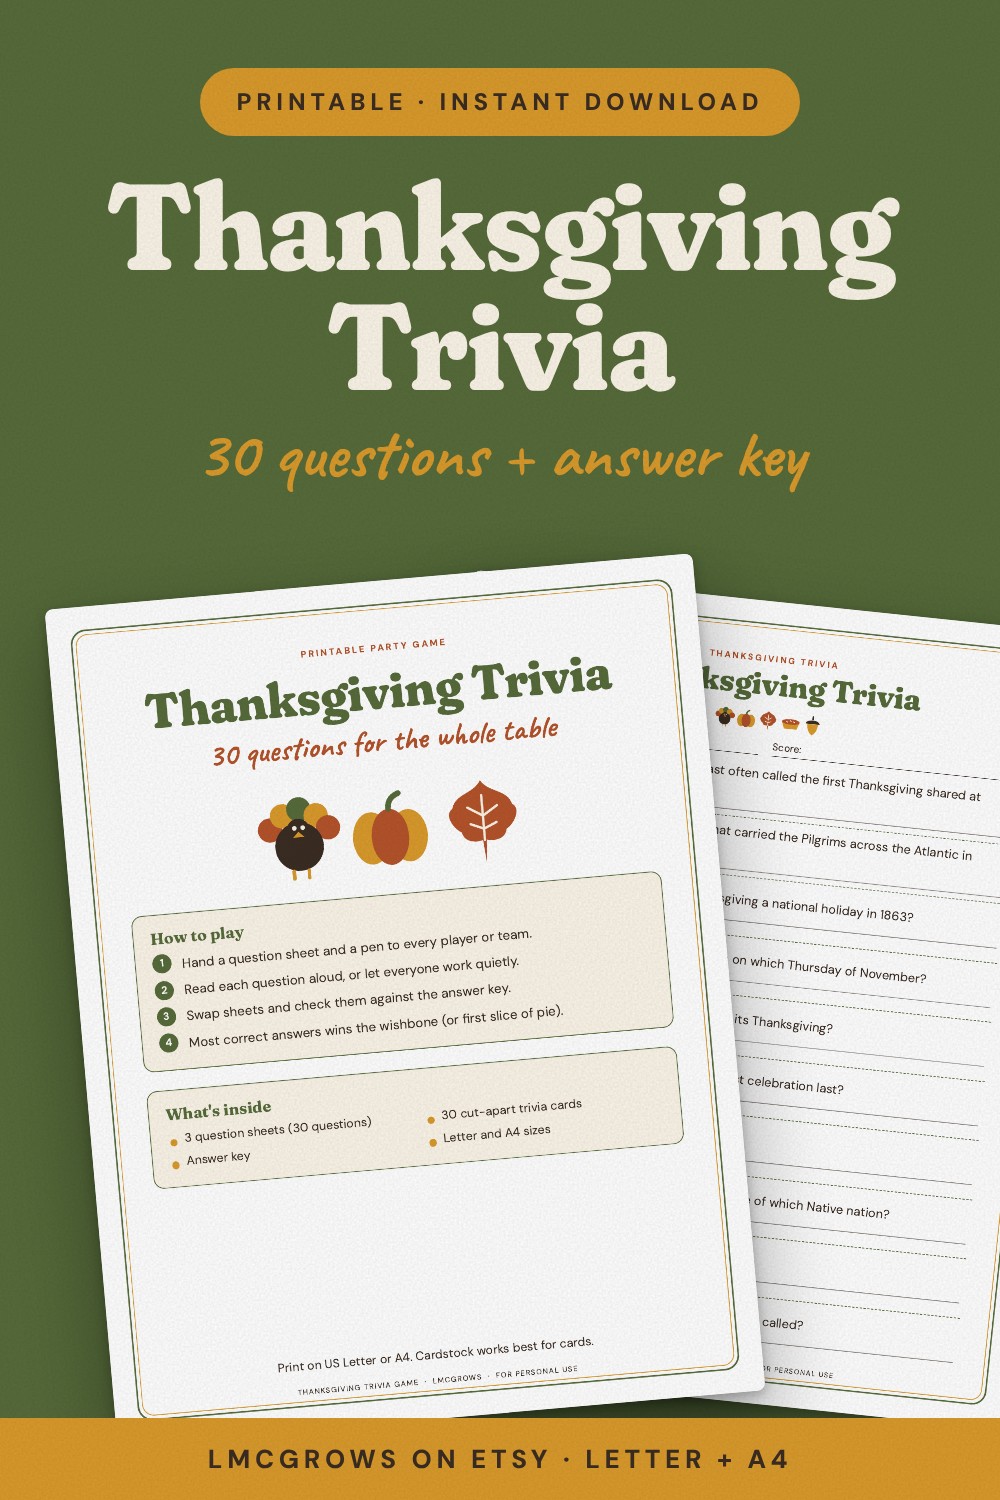 PRINTABLE · INSTANT DOWNLOAD
Thanksgiving
Trivia
30 questions + answer key
PRINTABLE PARTY GAME
Thanksgiving Trivia
30 questions for the whole table
How to play
1 Hand a question sheet and a pen to every player or team.
2 Read each question aloud, or let everyone work quietly.
3 Swap sheets and check them against the answer key.
4 Most correct answers wins the wishbone (or first slice of pie).
What's inside
3 question sheets (30 questions)
Answer key
30 cut-apart trivia cards
Letter and A4 sizes
Print on US Letter or A4. Cardstock works best for cards.
THANKSGIVING TRIVIA GAME · LMCGROWS · FOR PERSONAL USE
THANKSGIVING TRIVIA
ksgiving Trivia
Score:
often called the first Thanksgiving shared at
that carried the Pilgrims across the Atlantic in
giving a national holiday in 1863?
on which Thursday of November?
its Thanksgiving?
celebration last?
of which Native nation?
called?
PERSONAL USE
LMCGROWS ON ETSY · LETTER + A4